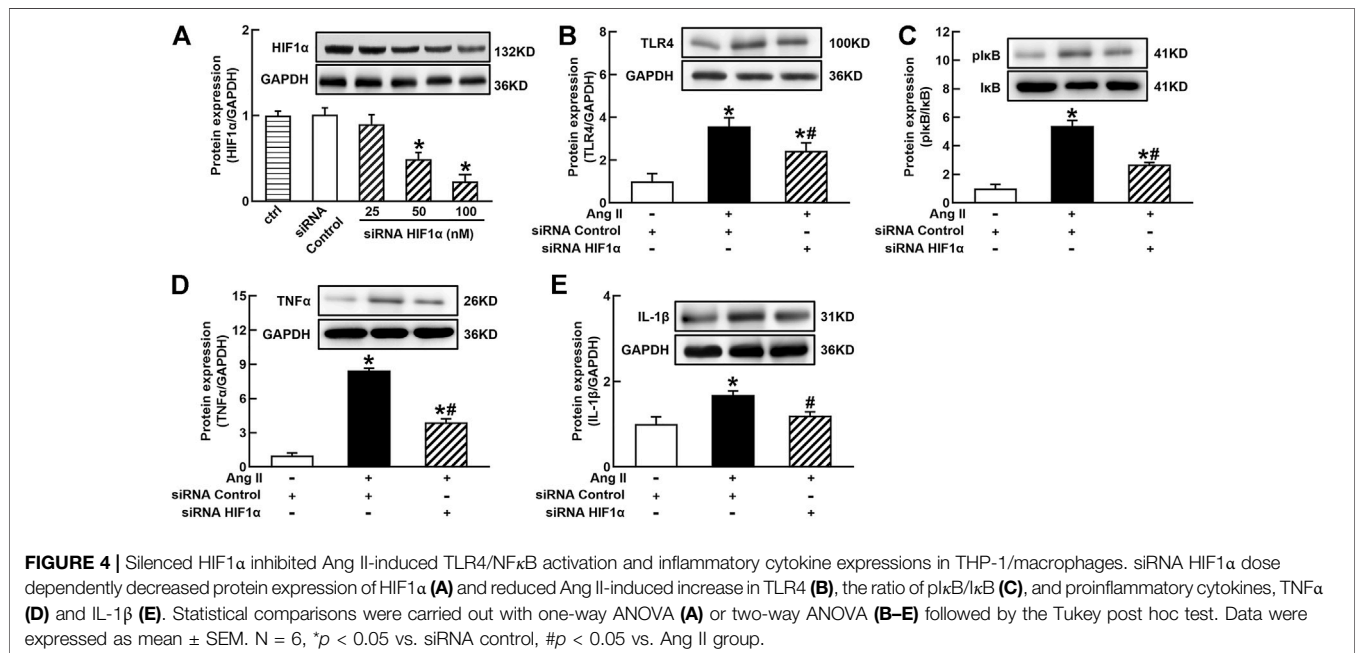 A
Protein expression
(HIF1α/GAPDH)
2
1
0
HIF1α
132KD
GAPDH
36KD
*
*
ctrl
siRNA
Control
25 50 100
siRNA HIF1α (nM)
B
Protein expression
(TLR4/GAPDH)
8
6
4
2
0
TLR4
100KD
GAPDH
36KD
*
*#
Ang II - + +
siRNA Control + + -
siRNA HIF1α - - +
C
Protein expression
(pIκB/IκB)
12
10
8
6
4
2
0
pIκB
41KD
IκB
41KD
*
*#
Ang II - + +
siRNA Control + + -
siRNA HIF1α - - +
D
Protein expression
(TNFα/GAPDH)
15
12
9
6
3
0
TNFα
26KD
GAPDH
36KD
*
*#
Ang II - + +
siRNA Control + + -
siRNA HIF1α - - +
E
Protein expression
(IL-1β/GAPDH)
4
2
0
IL-1β
31KD
GAPDH
36KD
*
#
Ang II - + +
siRNA Control + + -
siRNA HIF1α - - +
FIGURE 4 | Silenced HIF1α inhibited Ang II-induced TLR4/NFκB activation and inflammatory cytokine expressions in THP-1/macrophages. siRNA HIF1α dose
dependently decreased protein expression of HIF1α (A) and reduced Ang II-induced increase in TLR4 (B), the ratio of pIκB/IκB (C), and proinflammatory cytokines, TNFα
(D) and IL-1β (E). Statistical comparisons were carried out with one-way ANOVA (A) or two-way ANOVA (B–E) followed by the Tukey post hoc test. Data were
expressed as mean ± SEM. N = 6, *p < 0.05 vs. siRNA control, #p < 0.05 vs. Ang II group.